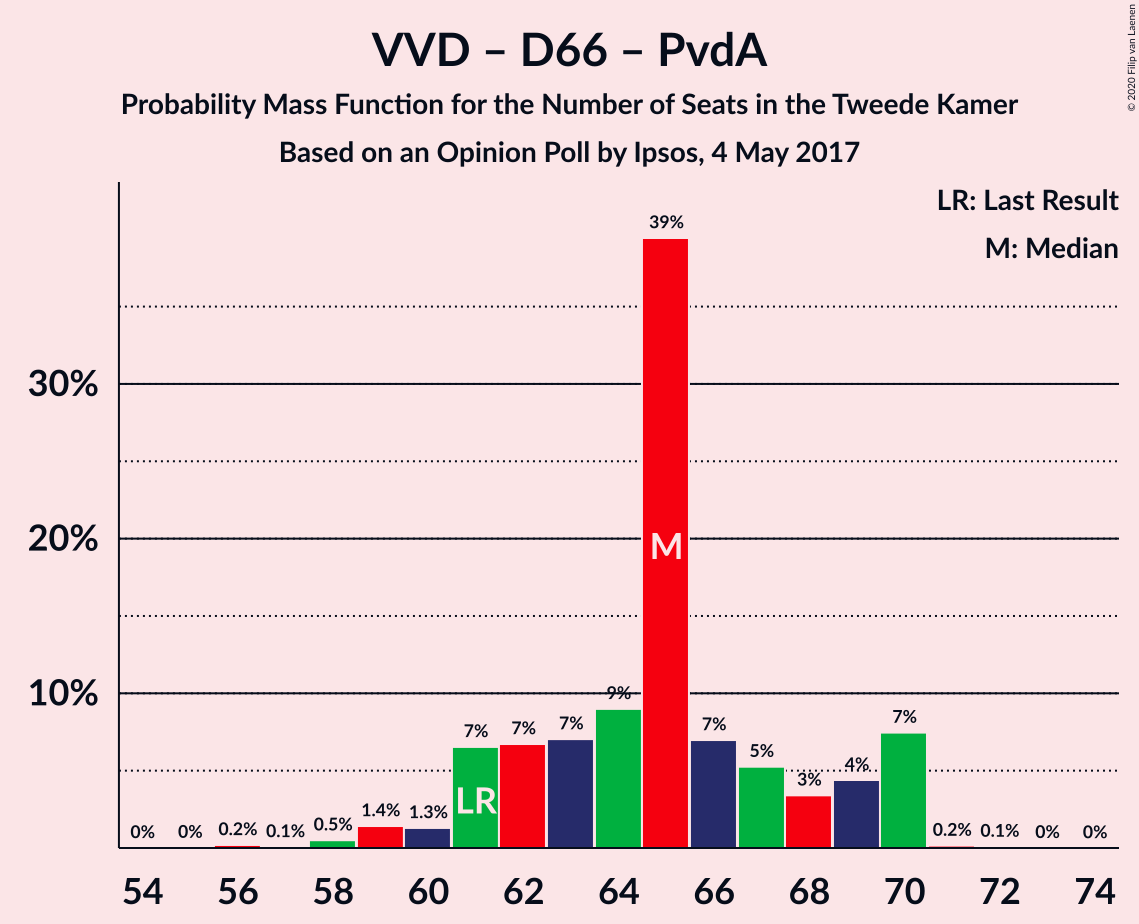 VVD – D66 – PvdA
Probability Mass Function for the Number of Seats in the Tweede Kamer
Based on an Opinion Poll by Ipsos, 4 May 2017
© 2020 Filip van Laenen
LR: Last Result
M: Median
39%
30%
20%
10%
M
LR
0% 0% 0.2% 0.1% 0.5% 1.4% 1.3% 7% 7% 7% 9% 7% 5% 3% 4% 7% 0.2% 0.1% 0% 0%
54 56 58 60 62 64 66 68 70 72 74